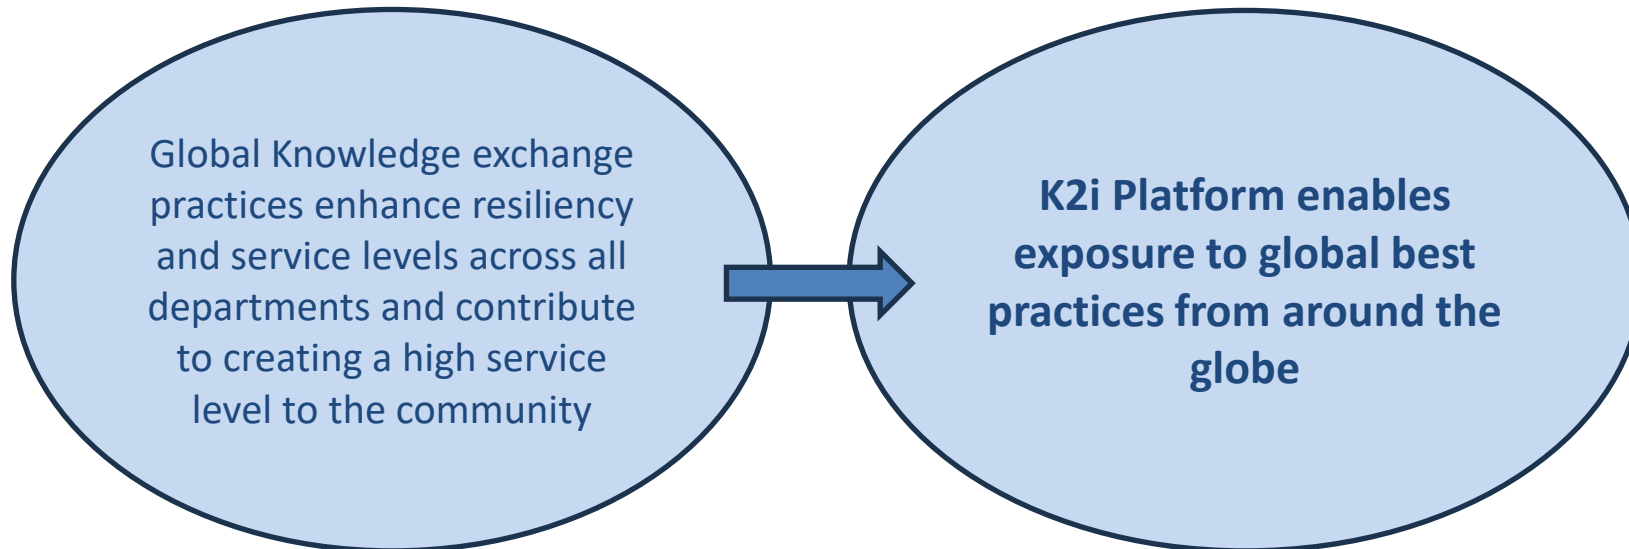 Global Knowledge exchange
practices enhance resiliency
and service levels across all
departments and contribute
to creating a high service
level to the community
K2i Platform enables
exposure to global best
practices from around the
globe